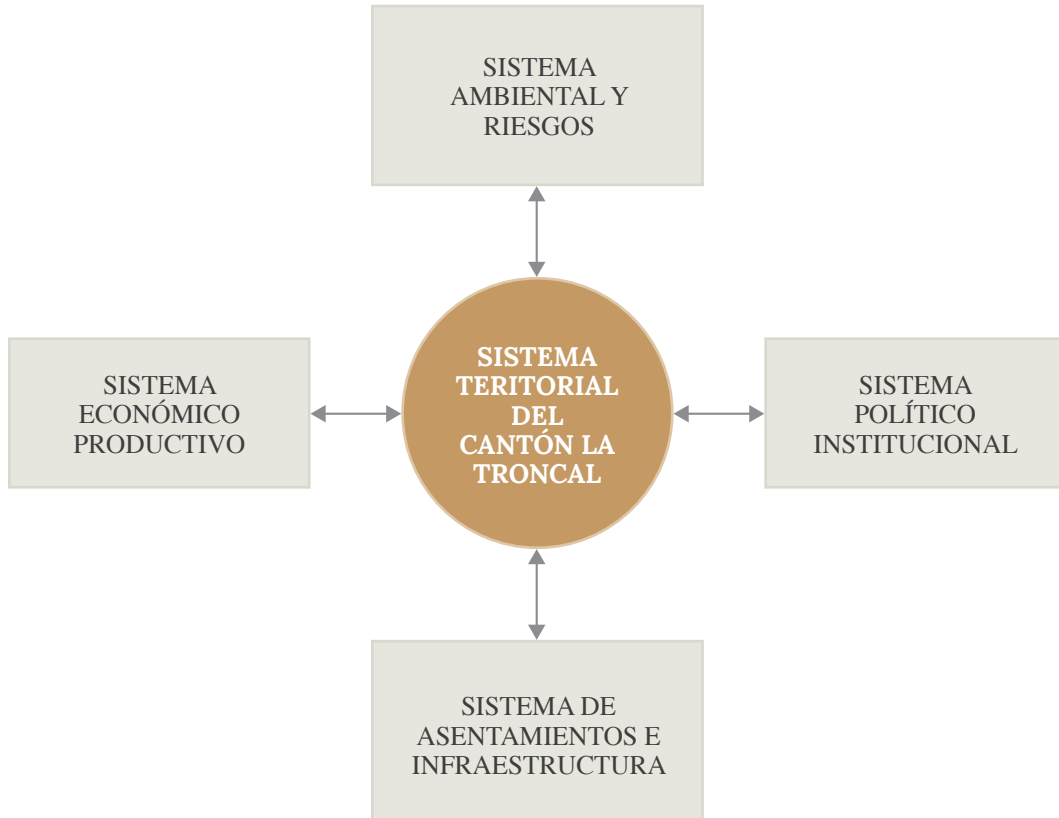 SISTEMA
AMBIENTAL Y
RIESGOS
SISTEMA
ECONÓMICO
PRODUCTIVO
SISTEMA
TERITORIAL
DEL
CANTÓN LA
TRONCAL
SISTEMA
POLÍTICO
INSTITUCIONAL
SISTEMA DE
ASENTAMIENTOS E
INFRAESTRUCTURA